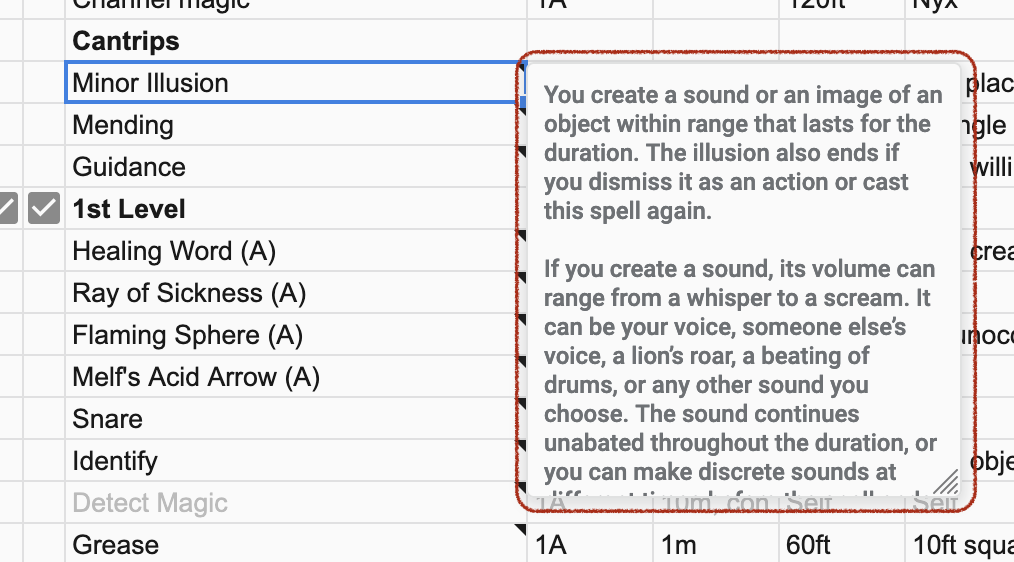 Channel magic 1A 120ft Nyx
Cantrips
Minor Illusion
Mending
Guidance
1st Level
Healing Word (A)
Ray of Sickness (A)
Flaming Sphere (A)
Melf's Acid Arrow (A)
Snare
Identify
Detect Magic 1A 10m, con Self Self
Grease 1A 1m 60ft 10ft squa
You create a sound or an image of an
object within range that lasts for the
duration. The illusion also ends if
you dismiss it as an action or cast
this spell again.
If you create a sound, its volume can
range from a whisper to a scream. It
can be your voice, someone else’s
voice, a lion’s roar, a beating of
drums, or any other sound you
choose. The sound continues
unabated throughout the duration, or
you can make discrete sounds at
plac
ngle
willi
crea
unocc
obje